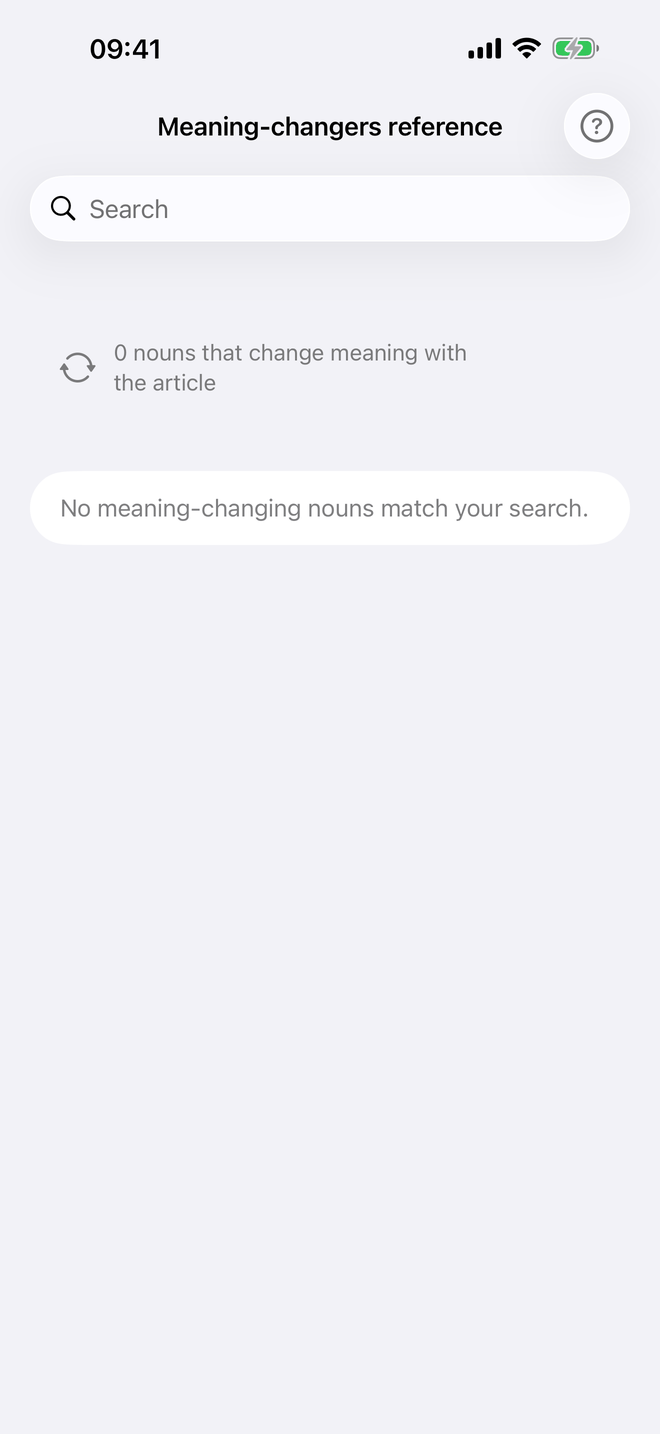 09:41
Meaning-changers reference
?
Search
0 nouns that change meaning with
the article
No meaning-changing nouns match your search.